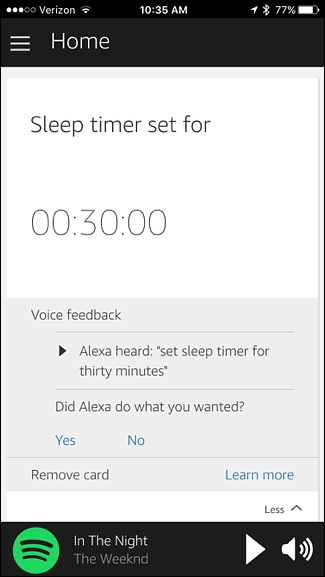 Verizon 10:35 AM 77%
Home
Sleep timer set for
00:30:00
Voice feedback
Alexa heard: "set sleep timer for
thirty minutes"
Did Alexa do what you wanted?
Yes No
Remove card Learn more
Less
In The Night
The Weeknd